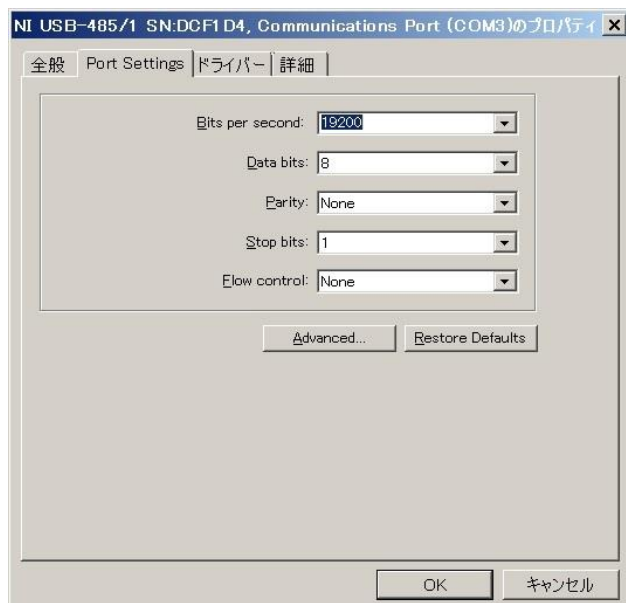 NI USB-485/1 SN:DCF1D4, Communications Port (COM3)のプロパティ
全般 Port Settings ドライバー 詳細
Bits per second: 19200
Data bits: 8
Parity: None
Stop bits: 1
Flow control: None
Advanced... Restore Defaults
OK キャンセル